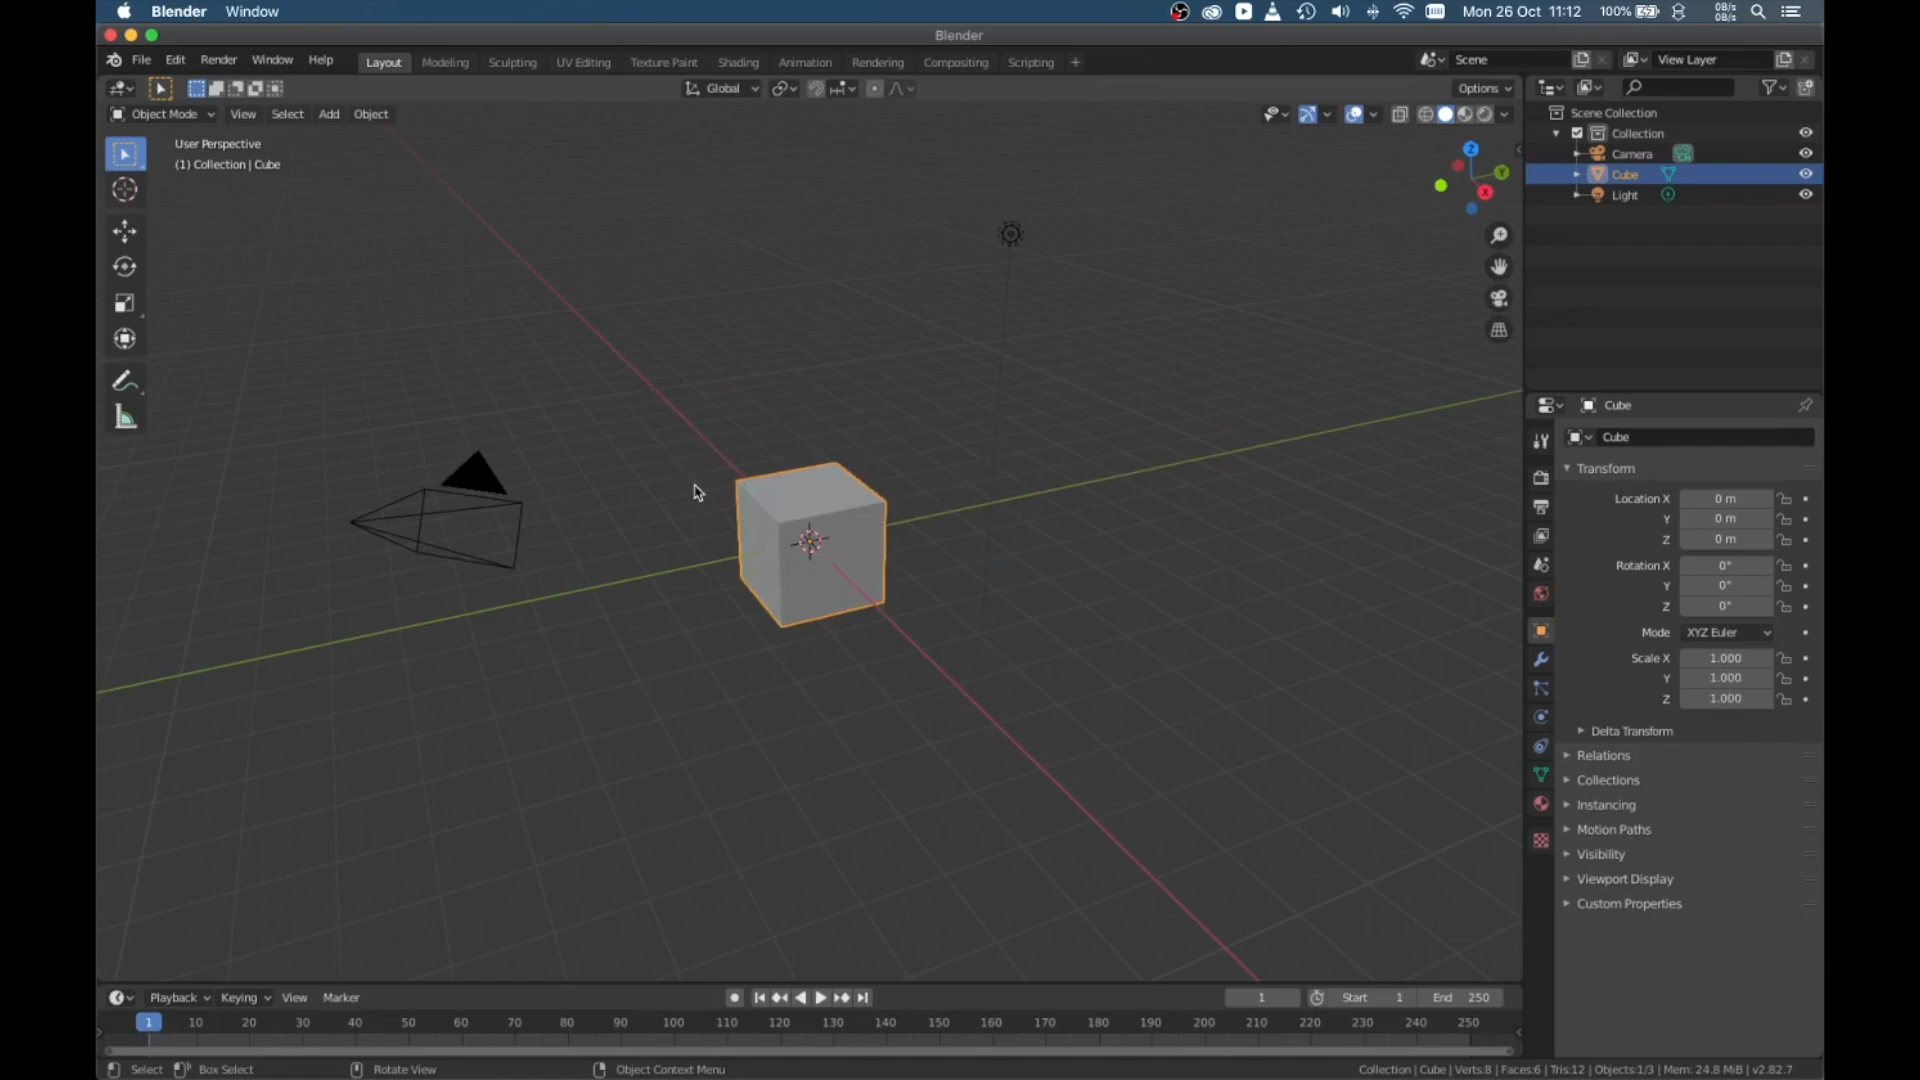 Blender Window 100% 0B/s 0B/s Mon 26 Oct 11:12
Blender
File Edit Render Window Help Layout Modeling Sculpting UV Editing Texture Paint Shading Animation Rendering Compositing Scripting + Scene View Layer
Global Options
Object Mode View Select Add Object
User Perspective
(1) Collection | Cube
Z
Y
X
Scene Collection
Collection
Camera
Cube
Light
Cube
Cube
Transform
Location X 0 m
Y 0 m
Z 0 m
Rotation X 0°
Y 0°
Z 0°
Mode XYZ Euler
Scale X 1.000
Y 1.000
Z 1.000
Delta Transform
Relations
Collections
Instancing
Motion Paths
Visibility
Viewport Display
Custom Properties
Playback Keying View Marker 1 Start 1 End 250
1 10 20 30 40 50 60 70 80 90 100 110 120 130 140 150 160 170 180 190 200 210 220 230 240 250
Select Box Select Rotate View Object Context Menu Collection | Cube | Verts:8 | Faces:6 | Tris:12 | Objects:1/3 | Mem: 24.8 MiB | v2.82.7